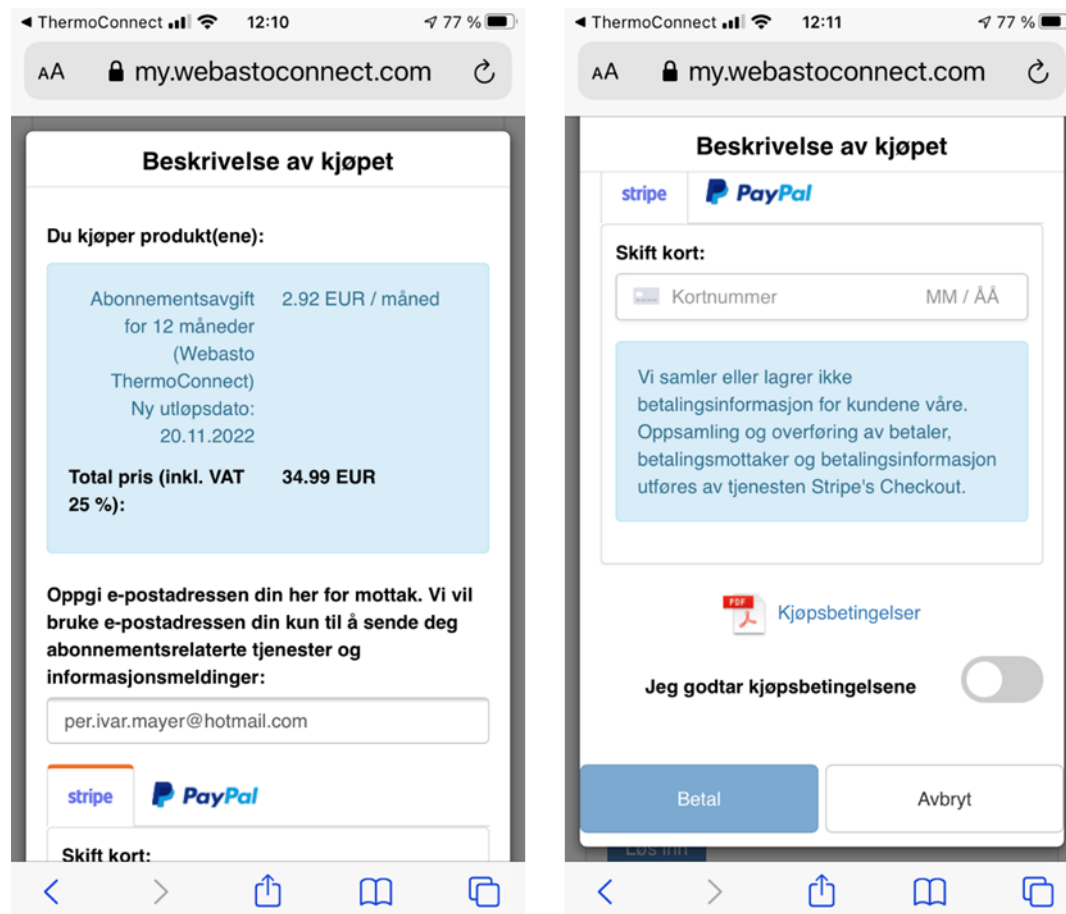 ThermoConnect 12:10 77 %
AA my.webastoconnect.com
Beskrivelse av kjøpet
Du kjøper produkt(ene):
Abonnementsavgift 2.92 EUR / måned
for 12 måneder
(Webasto
ThermoConnect)
Ny utløpsdato:
20.11.2022
Total pris (inkl. VAT 34.99 EUR
25 %):
Oppgi e-postadressen din her for mottak. Vi vil
bruke e-postadressen din kun til å sende deg
abonnementsrelaterte tjenester og
informasjonsmeldinger:
per.ivar.mayer@hotmail.com
stripe PayPal
Skift kort:
ThermoConnect 12:11 77 %
AA my.webastoconnect.com
Beskrivelse av kjøpet
stripe PayPal
Skift kort:
Kortnummer MM / ÅÅ
Vi samler eller lagrer ikke
betalingsinformasjon for kundene våre.
Oppsamling og overføring av betaler,
betalingsmottaker og betalingsinformasjon
utføres av tjenesten Stripe's Checkout.
PDF Kjøpsbetingelser
Jeg godtar kjøpsbetingelsene
Betal Avbryt
Løs inn